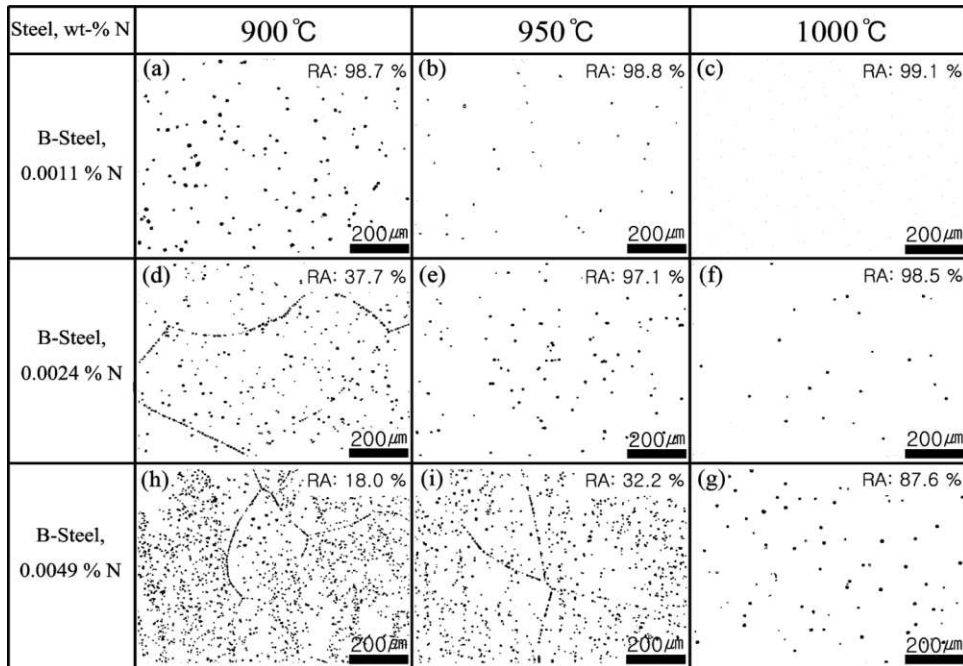 Steel, wt-% N
900℃
950℃
1000℃
B-Steel,
0.0011 % N
(a)
RA: 98.7 %
200㎛
(b)
RA: 98.8 %
200㎛
(c)
RA: 99.1 %
200㎛
B-Steel,
0.0024 % N
(d)
RA: 37.7 %
200㎛
(e)
RA: 97.1 %
200㎛
(f)
RA: 98.5 %
200㎛
B-Steel,
0.0049 % N
(h)
RA: 18.0 %
200㎛
(i)
RA: 32.2 %
200㎛
(g)
RA: 87.6 %
200㎛